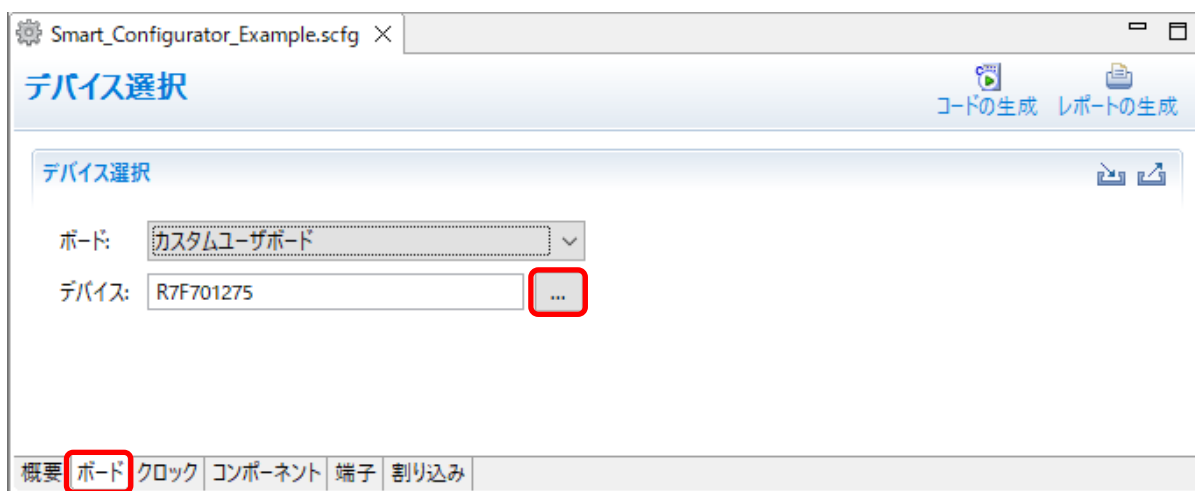 Smart_Configurator_Example.scfg
デバイス選択
コードの生成 レポートの生成
デバイス選択
ボード: カスタムユーザボード
デバイス: R7F701275 ...
概要 ボード クロック コンポーネント 端子 割り込み